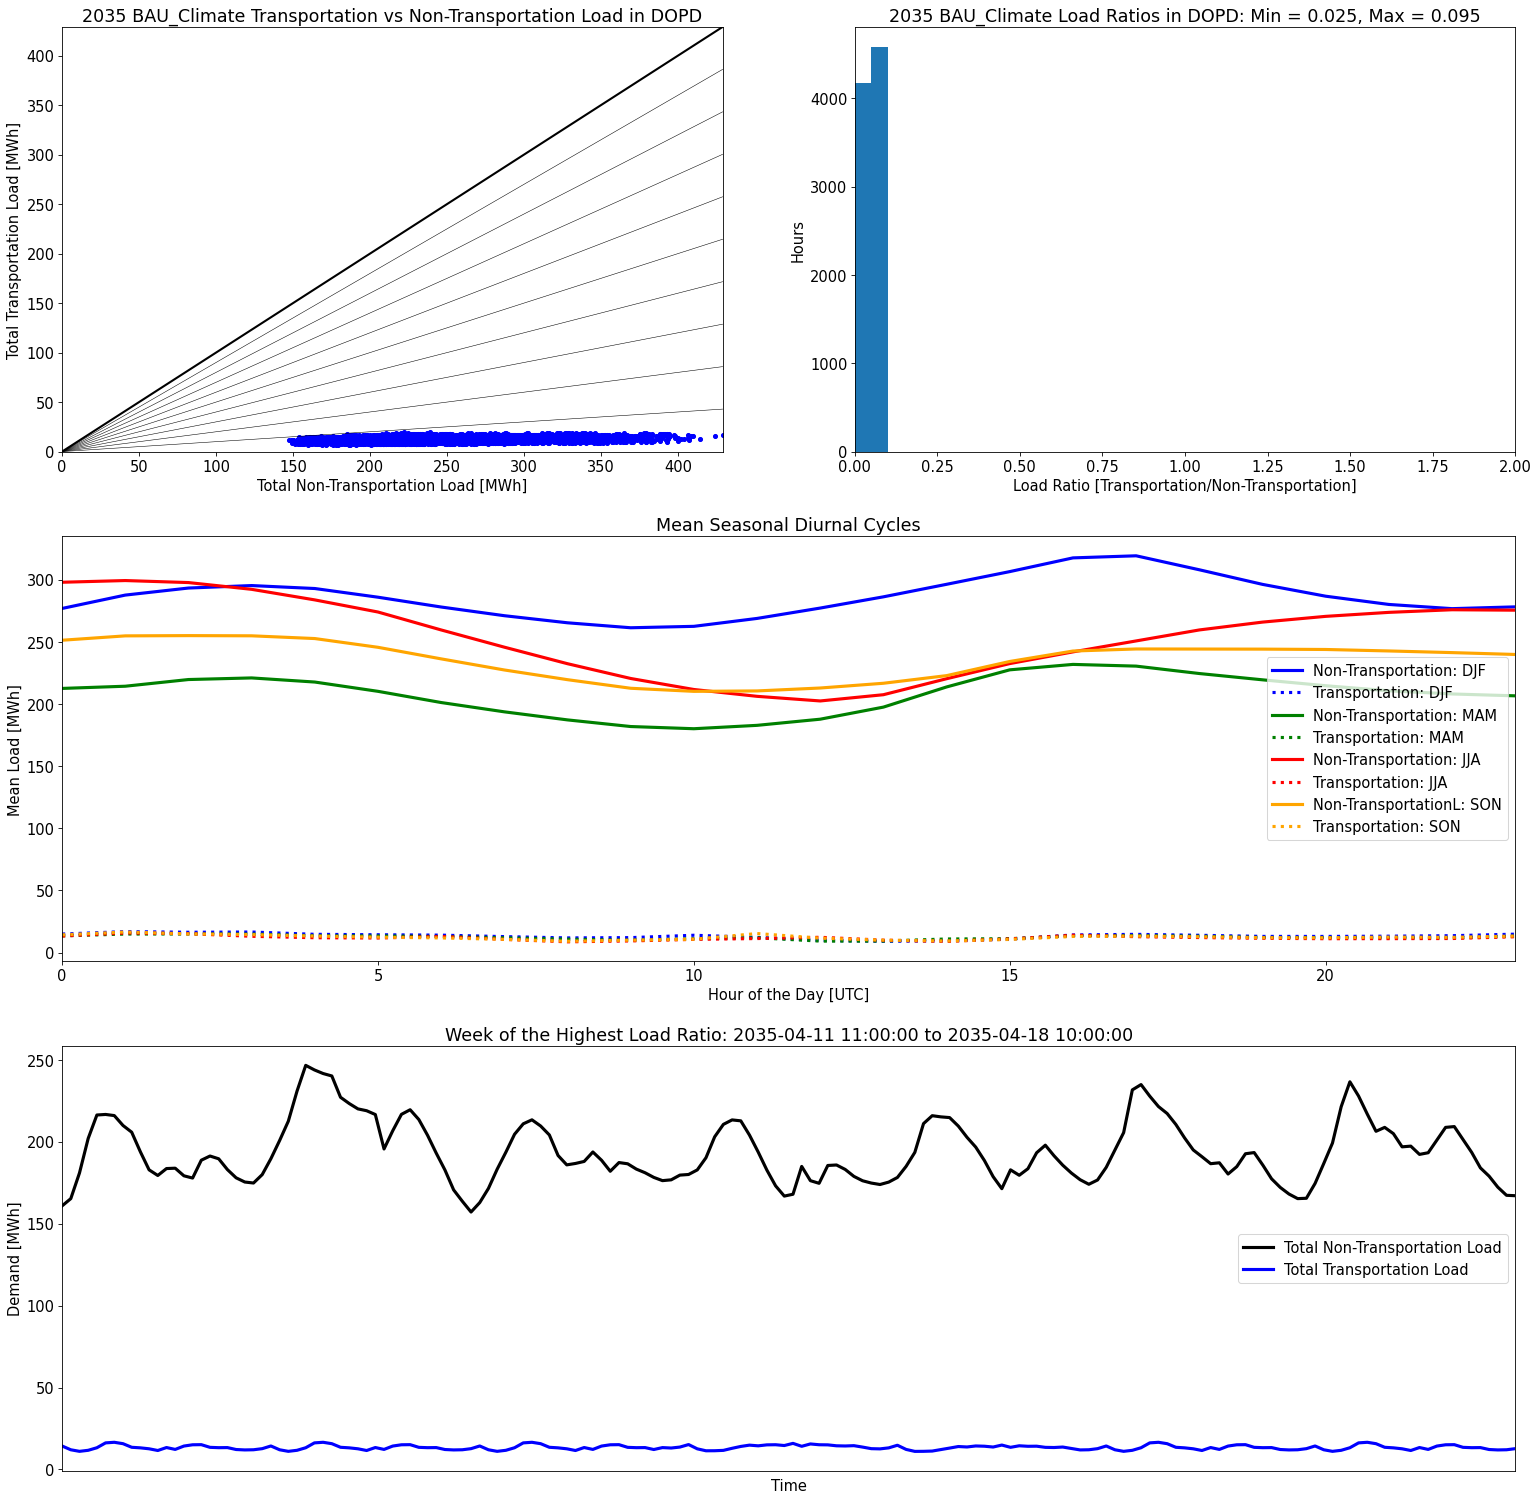 2035 BAU_Climate Transportation vs Non-Transportation Load in DOPD
400
350
300
250
200
150
100
50
0
Total Transportation Load [MWh]
0 50 100 150 200 250 300 350 400
Total Non-Transportation Load [MWh]
2035 BAU_Climate Load Ratios in DOPD: Min = 0.025, Max = 0.095
4000
3000
2000
1000
0
Hours
0.00 0.25 0.50 0.75 1.00 1.25 1.50 1.75 2.00
Load Ratio [Transportation/Non-Transportation]
Mean Seasonal Diurnal Cycles
300
250
200
150
100
50
0
Mean Load [MWh]
Non-Transportation: DJF
Transportation: DJF
Non-Transportation: MAM
Transportation: MAM
Non-Transportation: JJA
Transportation: JJA
Non-TransportationL: SON
Transportation: SON
0 5 10 15 20
Hour of the Day [UTC]
Week of the Highest Load Ratio: 2035-04-11 11:00:00 to 2035-04-18 10:00:00
250
200
150
100
50
0
Demand [MWh]
Total Non-Transportation Load
Total Transportation Load
Time